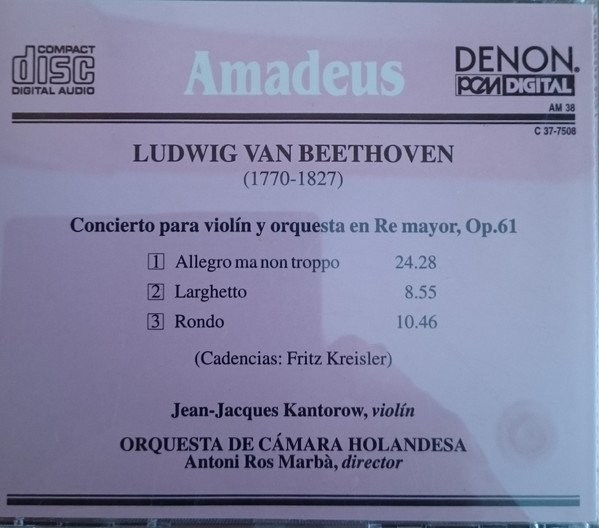 COMPACT
disc
DIGITAL AUDIO
Amadeus
DENON®
PCM DIGITAL
AM 38
C 37-7508
LUDWIG VAN BEETHOVEN
(1770-1827)
Concierto para violín y orquesta en Re mayor, Op.61
1 Allegro ma non troppo 24.28
2 Larghetto 8.55
3 Rondo 10.46
(Cadencias: Fritz Kreisler)
Jean-Jacques Kantorow, violín
ORQUESTA DE CÁMARA HOLANDESA
Antoni Ros Marbà, director